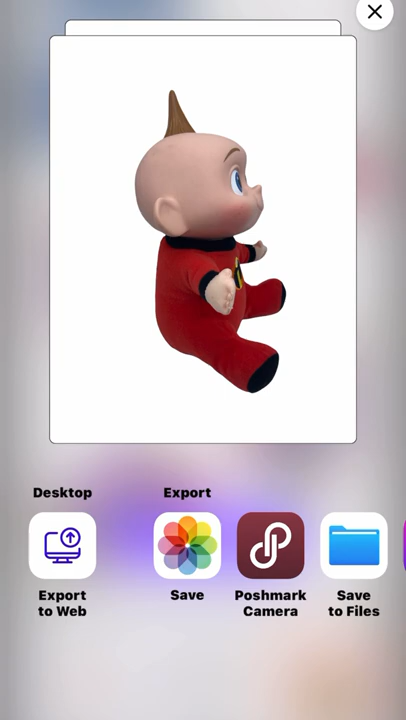 Desktop
Export
Export
to Web
Save
Poshmark
Camera
Save
to Files